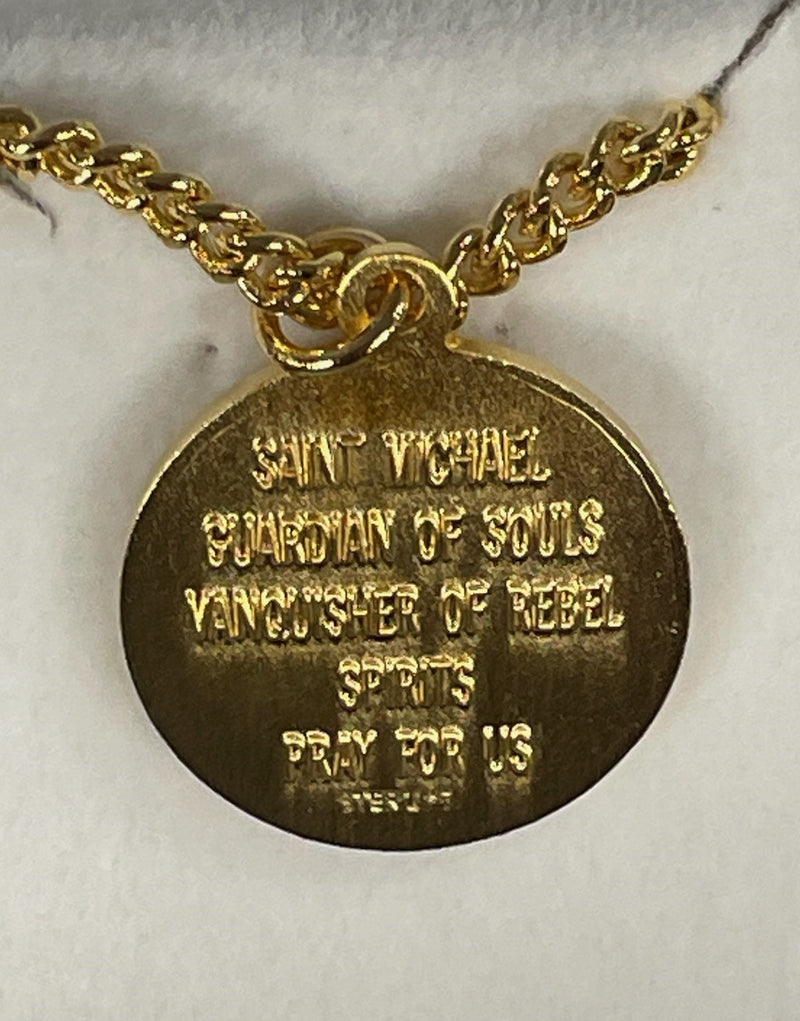 SAINT MICHAEL
GUARDIAN OF SOULS
VANQUISHER OF REBEL
SPIRITS
PRAY FOR US
STERLING